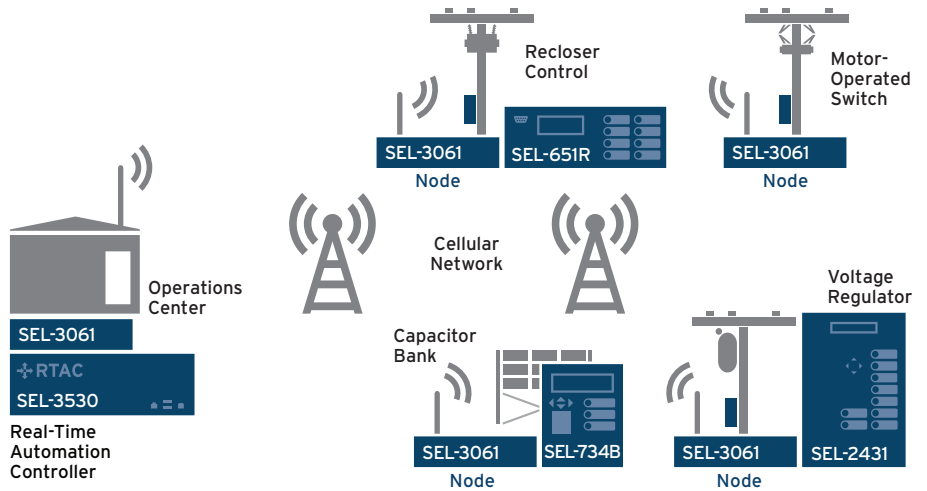 Recloser
Control
SEL-3061
SEL-651R
Node
Motor-
Operated
Switch
SEL-3061
Node
Operations
Center
SEL-3061
RTAC
SEL-3530
Real-Time
Automation
Controller
Cellular
Network
Capacitor
Bank
SEL-3061
SEL-734B
Node
Voltage
Regulator
SEL-3061
SEL-2431
Node